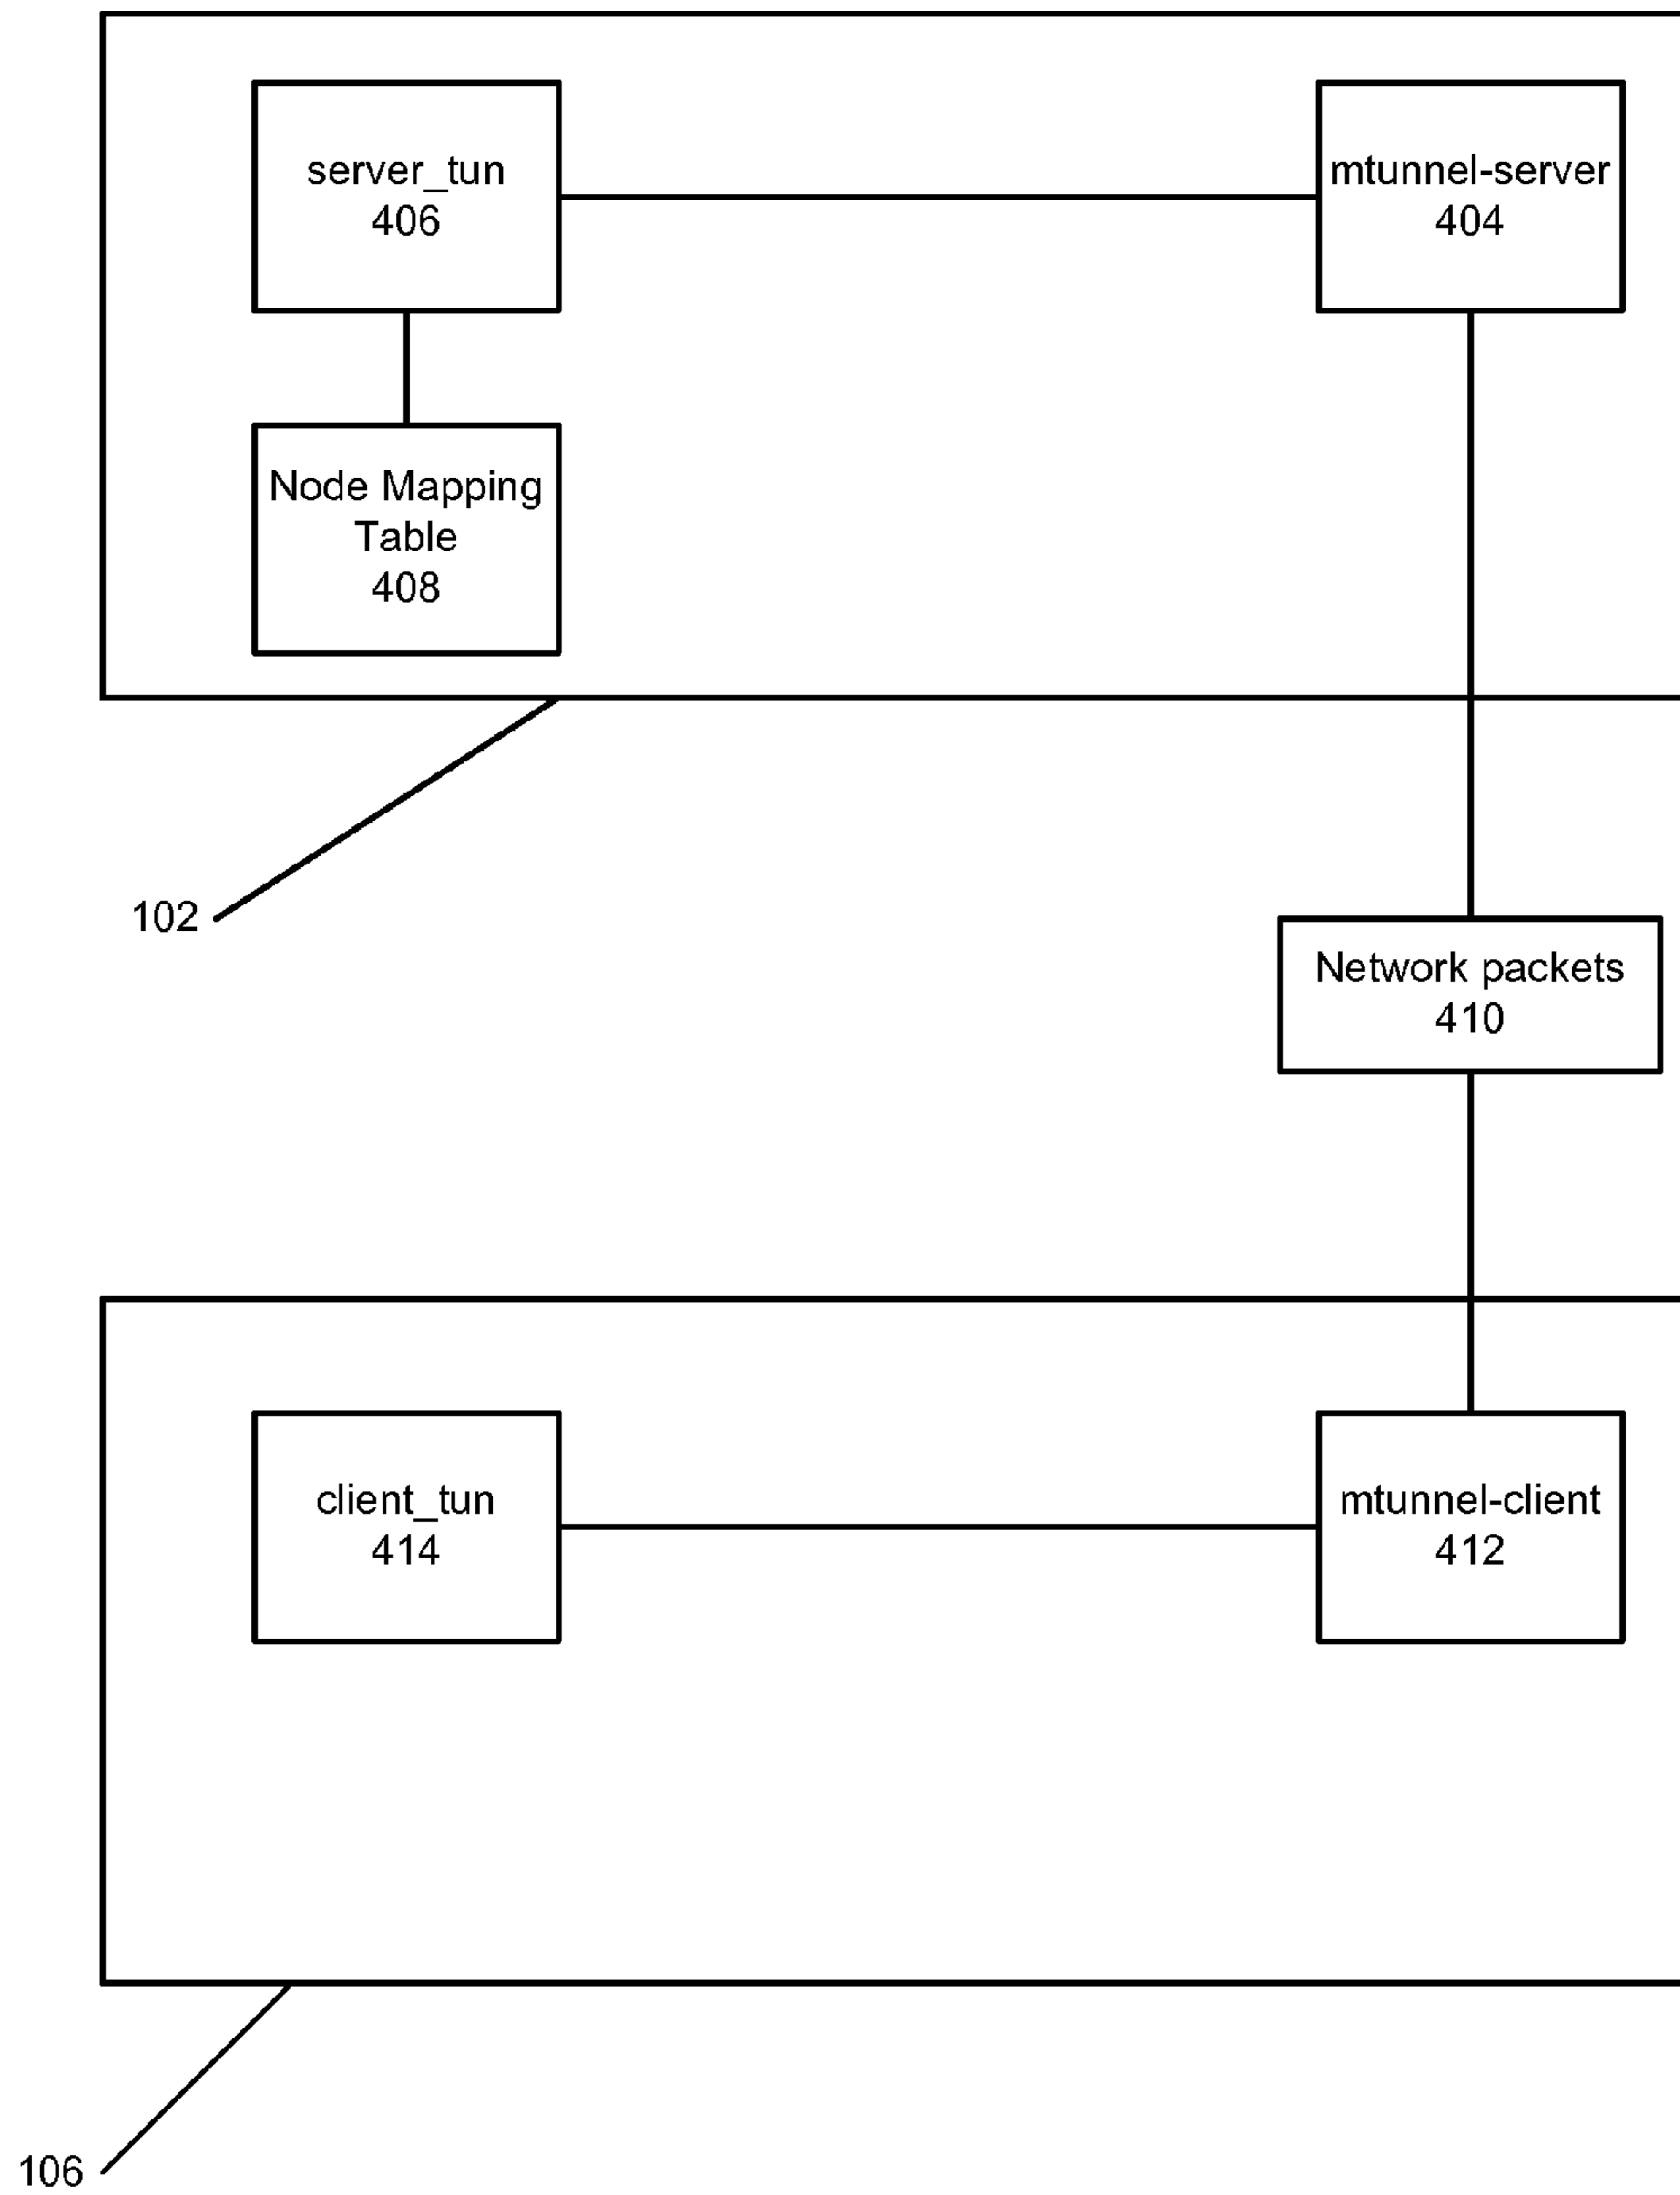 server_tun
406
mtunnel-server
404
Node Mapping
Table
408
102
Network packets
410
client_tun
414
mtunnel-client
412
106